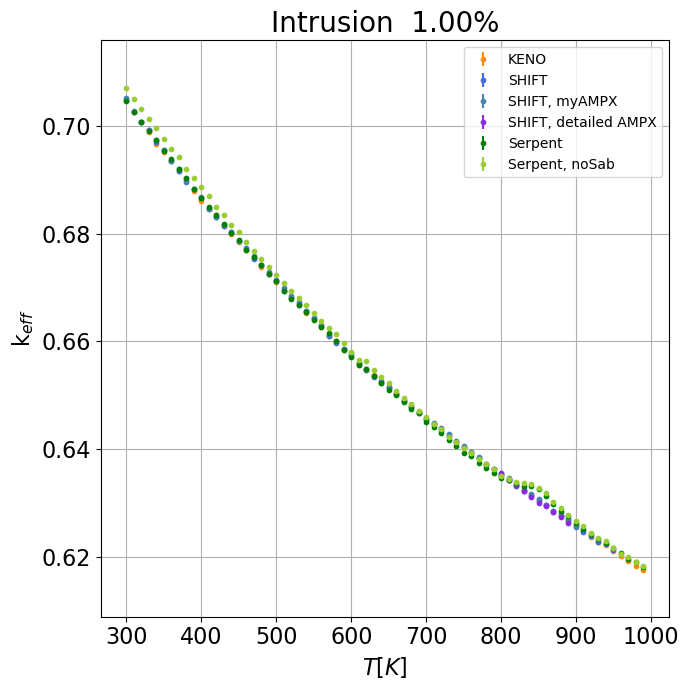 Intrusion 1.00%
KENO
SHIFT
SHIFT, myAMPX
SHIFT, detailed AMPX
Serpent
Serpent, noSab
k_eff
0.70
0.68
0.66
0.64
0.62
300 400 500 600 700 800 900 1000
T[K]